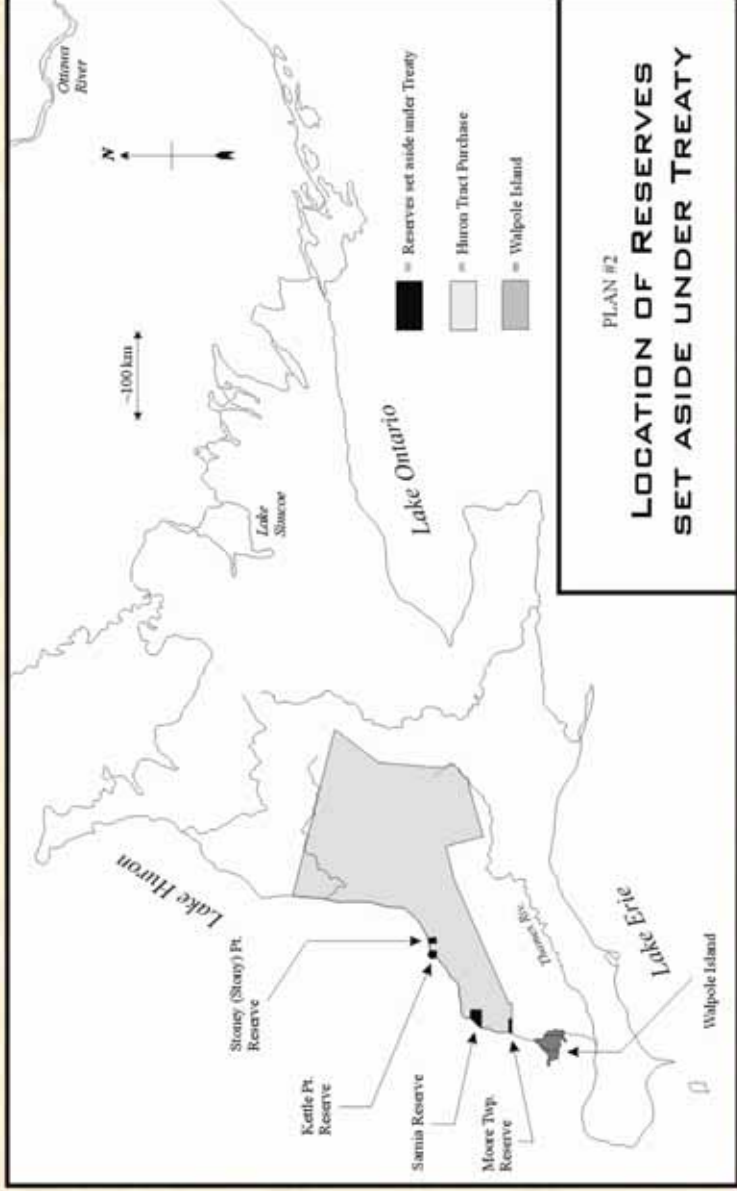 Ottawa
River
N
~100 km
Lake
Simcoe
Lake Huron
Lake Ontario
= Reserves set aside under Treaty
= Huron Tract Purchase
= Walpole Island
Stoney (Stony) Pt.
Reserve
Kettle Pt.
Reserve
Sarnia Reserve
Moore Twp.
Reserve
Thames Riv.
Lake Erie
Walpole Island
PLAN #2
LOCATION OF RESERVES
SET ASIDE UNDER TREATY